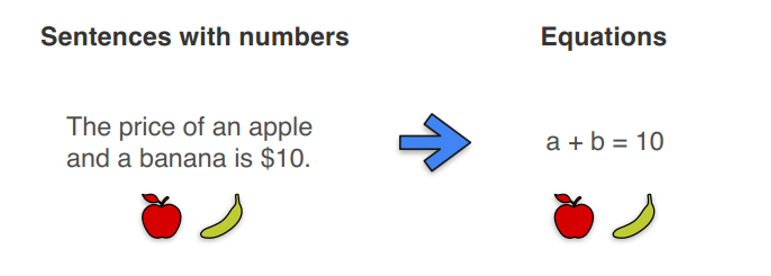 Sentences with numbers
Equations
The price of an apple
and a banana is $10.
a + b = 10